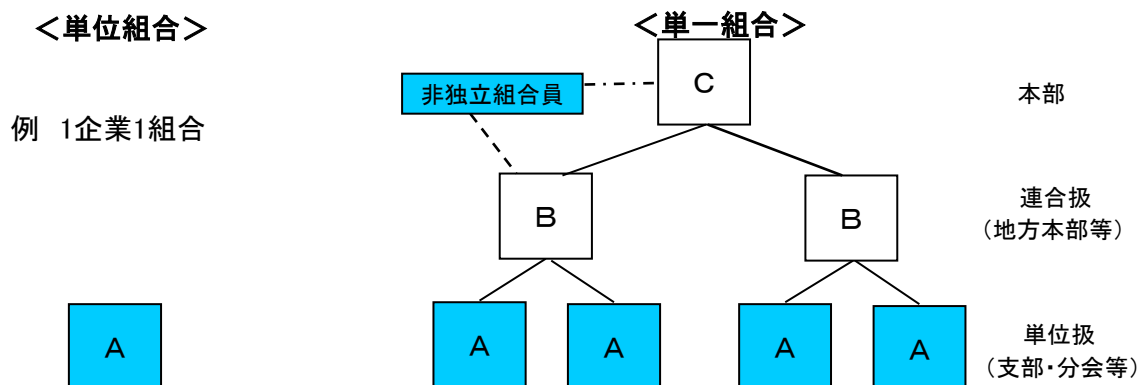 ＜単位組合＞
＜単一組合＞
非独立組合員
C
本部
例　1企業1組合
B
B
連合扱
（地方本部等）
A
A
A
A
A
単位扱
（支部・分会等）